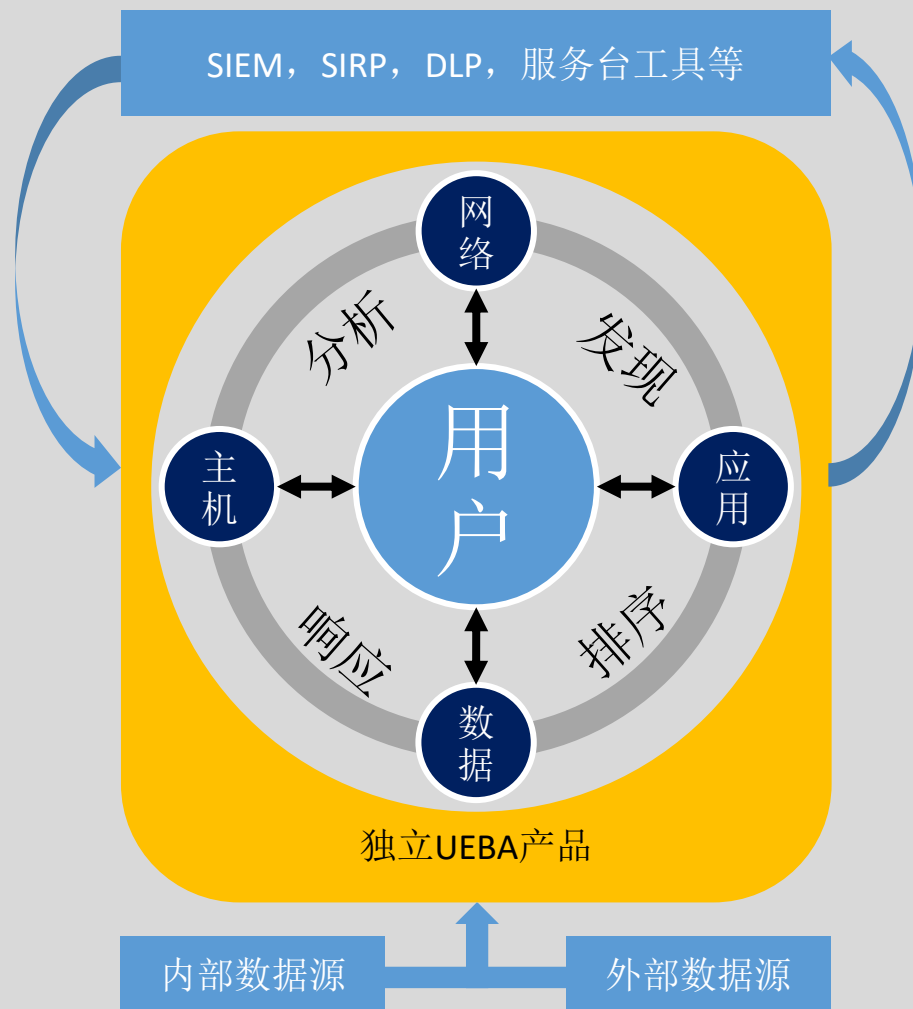 SIEM，SIRP，DLP，服务台工具等
网
络
分析
发现
用
户
主
机
应
用
响应
排序
数
据
独立UEBA产品
内部数据源
外部数据源